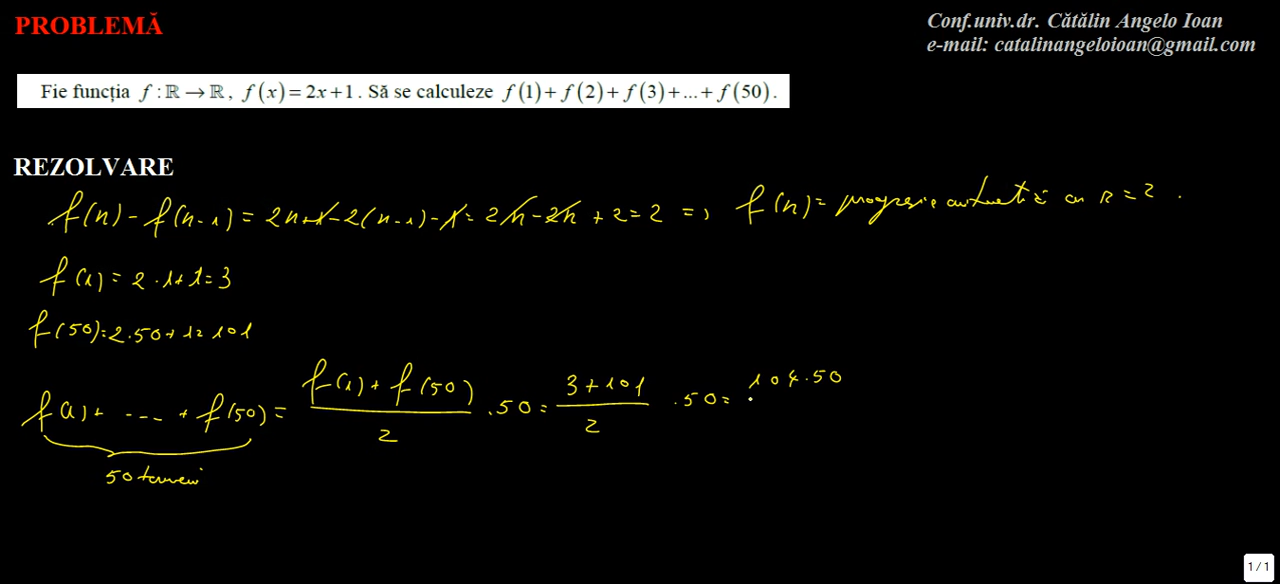 PROBLEMĂ
Conf.univ.dr. Cătălin Angelo Ioan
e-mail: catalinangeloioan@gmail.com
Fie funcția f : ℝ → ℝ, f(x) = 2x+1. Să se calculeze f(1)+ f(2)+ f(3)+...+ f(50).
REZOLVARE
f(n) - f(n-1) = 2n+1-2(n-1)-1 = 2n-2n+2=2 => f(n) = progresie aritmetică cu r=2.
f(1) = 2·1+1=3
f(50)=2·50+1=101
f(1)+ ... + f(50) = (f(1)+f(50))/2 ·50 = (3+101)/2 ·50 = 104·50
50 termeni
1/1